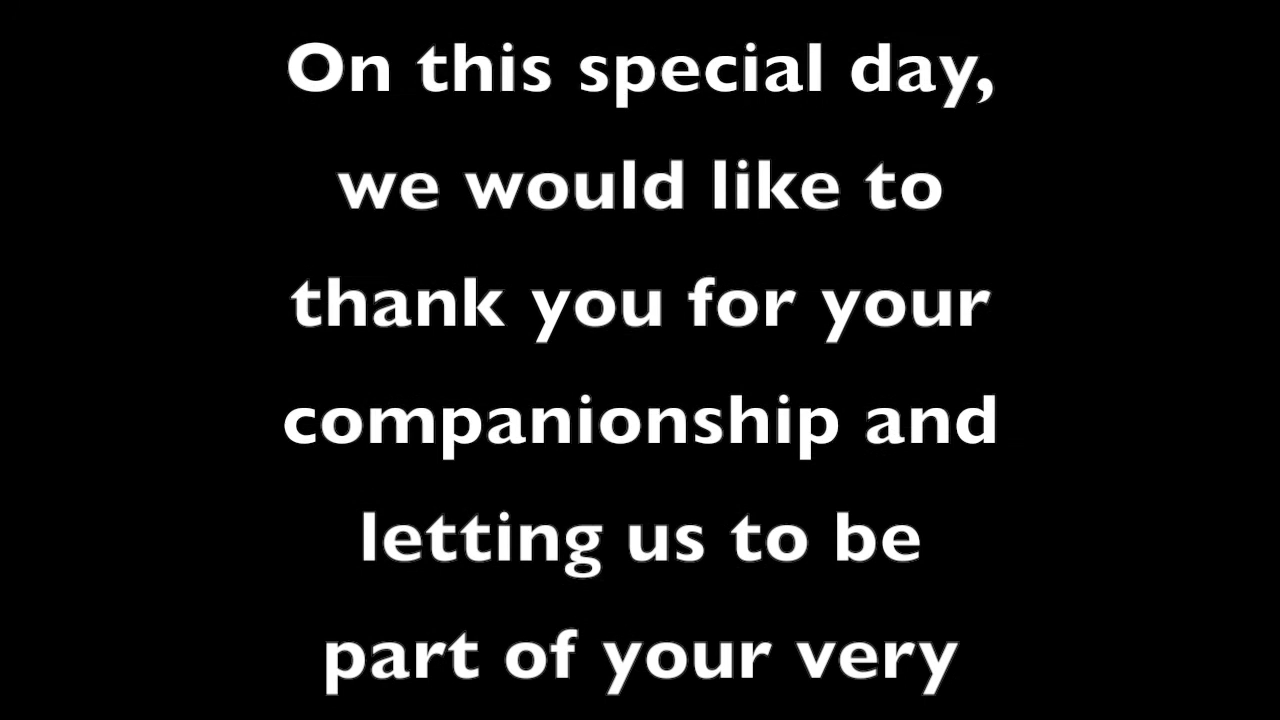 On this special day,
we would like to
thank you for your
companionship and
letting us to be
part of your very